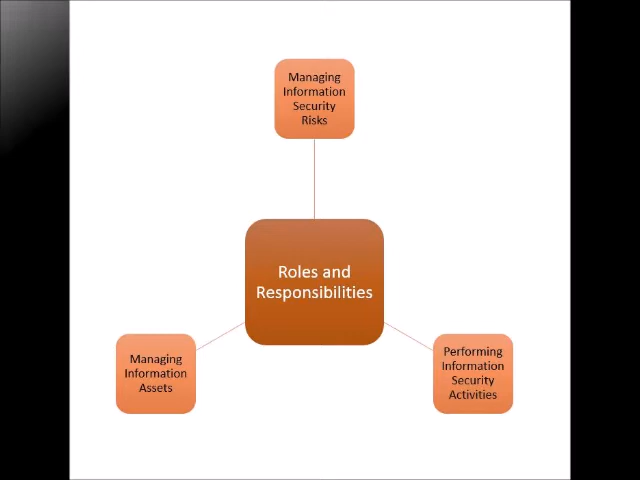 Managing
Information
Security
Risks
Roles and
Responsibilities
Managing
Information
Assets
Performing
Information
Security
Activities